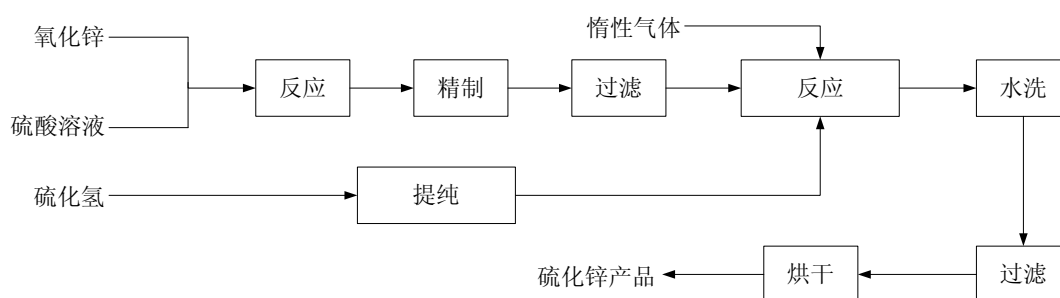 氧化锌
惰性气体
反应
精制
过滤
反应
水洗
硫酸溶液
硫化氢
提纯
硫化锌产品
烘干
过滤